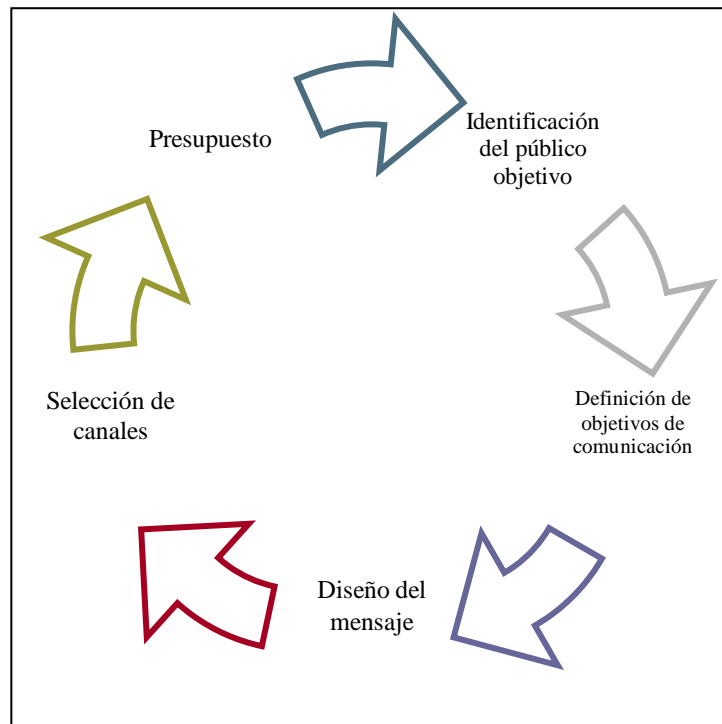 Presupuesto
Identificación
del público
objetivo
Definición de
objetivos de
comunicación
Diseño del
mensaje
Selección de
canales